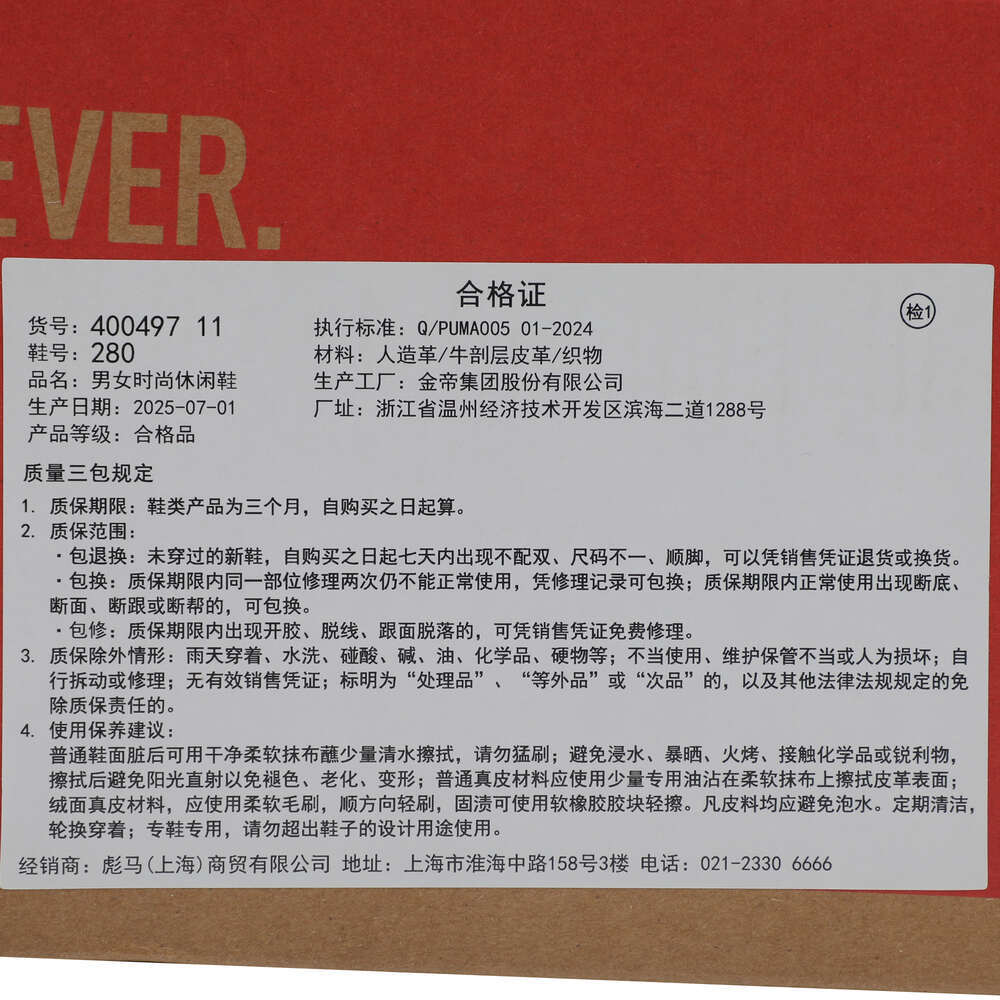 EVER.
合格证
检1
货号：400497 11
执行标准：Q/PUMA005 01-2024
鞋号：280
材料：人造革/牛剖层皮革/织物
品名：男女时尚休闲鞋
生产工厂：金帝集团股份有限公司
生产日期：2025-07-01
厂址：浙江省温州经济技术开发区滨海二道1288号
产品等级：合格品
质量三包规定
1. 质保期限：鞋类产品为三个月，自购买之日起算。
2. 质保范围：
·包退换：未穿过的新鞋，自购买之日起七天内出现不配双、尺码不一、顺脚，可以凭销售凭证退货或换货。
·包换：质保期限内同一部位修理两次仍不能正常使用，凭修理记录可包换；质保期限内正常使用出现断底、
断面、断跟或断帮的，可包换。
·包修：质保期限内出现开胶、脱线、跟面脱落的，可凭销售凭证免费修理。
3. 质保除外情形：雨天穿着、水洗、碰酸、碱、油、化学品、硬物等；不当使用、维护保管不当或人为损坏；自
行拆动或修理；无有效销售凭证；标明为“处理品”、“等外品”或“次品”的，以及其他法律法规规定的免
除质保责任的。
4. 使用保养建议：
普通鞋面脏后可用干净柔软抹布蘸少量清水擦拭，请勿猛刷；避免浸水、暴晒、火烤、接触化学品或锐利物，
擦拭后避免阳光直射以免褪色、老化、变形；普通真皮材料应使用少量专用油沾在柔软抹布上擦拭皮革表面；
绒面真皮材料，应使用柔软毛刷，顺方向轻刷，固渍可使用软橡胶胶块轻擦。凡皮料均应避免泡水。定期清洁，
轮换穿着；专鞋专用，请勿超出鞋子的设计用途使用。
经销商：彪马(上海)商贸有限公司 地址：上海市淮海中路158号3楼 电话：021-2330 6666